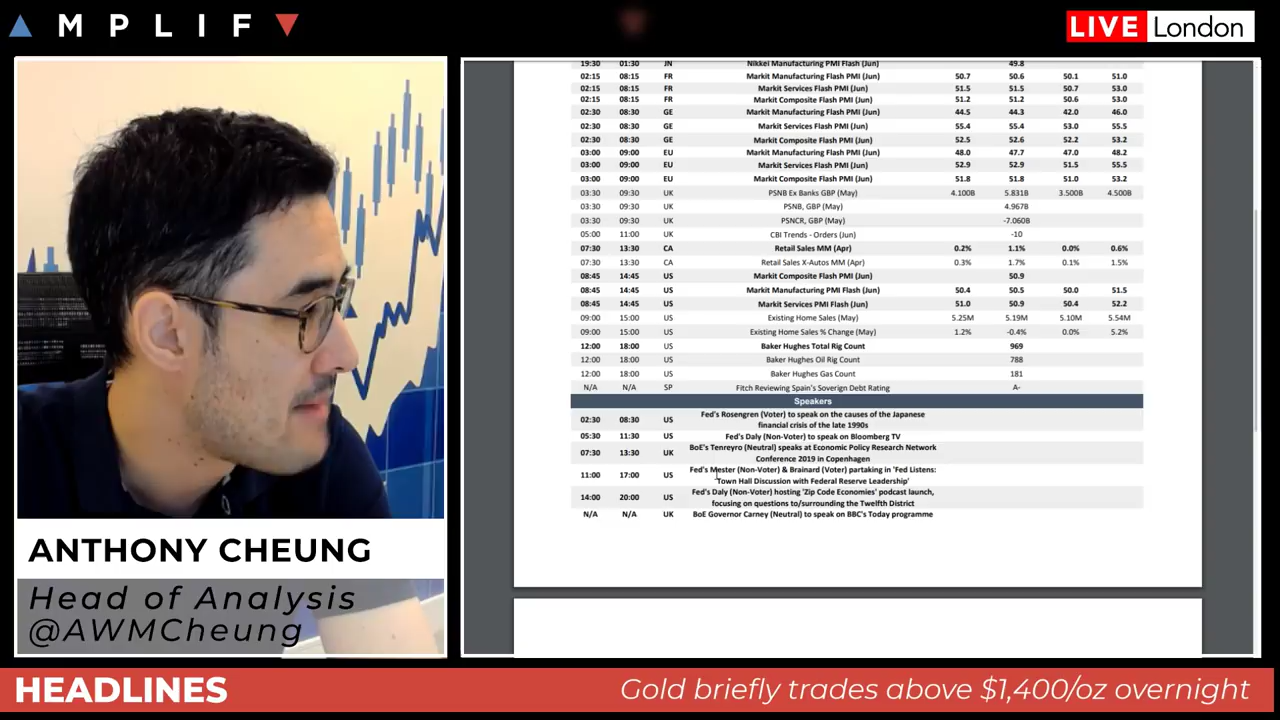 ▲ M P L I F ▼
LIVE London
19:30 01:30 JN Nikkei Manufacturing PMI Flash (Jun) 49.8
02:15 08:15 FR Markit Manufacturing Flash PMI (Jun) 50.7 50.6 50.1 51.0
02:15 08:15 FR Markit Services Flash PMI (Jun) 51.5 51.5 50.7 53.0
02:15 08:15 FR Markit Composite Flash PMI (Jun) 51.2 51.2 50.6 53.0
02:30 08:30 GE Markit Manufacturing Flash PMI (Jun) 44.5 44.3 42.0 46.0
02:30 08:30 GE Markit Services Flash PMI (Jun) 55.4 55.4 53.0 55.5
02:30 08:30 GE Markit Composite Flash PMI (Jun) 52.5 52.6 52.2 53.2
03:00 09:00 EU Markit Manufacturing Flash PMI (Jun) 48.0 47.7 47.0 48.2
03:00 09:00 EU Markit Services Flash PMI (Jun) 52.9 52.9 51.5 55.5
03:00 09:00 EU Markit Composite Flash PMI (Jun) 51.8 51.8 51.0 53.2
03:30 09:30 UK PSNB Ex Banks GBP (May) 4.100B 5.831B 3.500B 4.500B
03:30 09:30 UK PSNB, GBP (May) 4.967B
03:30 09:30 UK PSNCR, GBP (May) -7.060B
05:00 11:00 UK CBI Trends - Orders (Jun) -10
07:30 13:30 CA Retail Sales MM (Apr) 0.2% 1.1% 0.0% 0.6%
07:30 13:30 CA Retail Sales X-Autos MM (Apr) 0.3% 1.7% 0.1% 1.5%
08:45 14:45 US Markit Composite Flash PMI (Jun) 50.9
08:45 14:45 US Markit Manufacturing PMI Flash (Jun) 50.4 50.5 50.0 51.5
08:45 14:45 US Markit Services PMI Flash (Jun) 51.0 50.9 50.4 52.2
09:00 15:00 US Existing Home Sales (May) 5.25M 5.19M 5.10M 5.54M
09:00 15:00 US Existing Home Sales % Change (May) 1.2% -0.4% 0.0% 5.2%
12:00 18:00 US Baker Hughes Total Rig Count 969
12:00 18:00 US Baker Hughes Oil Rig Count 788
12:00 18:00 US Baker Hughes Gas Count 181
N/A N/A SP Fitch Reviewing Spain's Soverign Debt Rating A-
Speakers
02:30 08:30 US Fed's Rosengren (Voter) to speak on the causes of the Japanese
financial crisis of the late 1990s
05:30 11:30 US Fed's Daly (Non-Voter) to speak on Bloomberg TV
07:30 13:30 UK BoE's Tenreyro (Neutral) speaks at Economic Policy Research Network
Conference 2019 in Copenhagen
11:00 17:00 US Fed's Mester (Non-Voter) & Brainard (Voter) partaking in 'Fed Listens:
Town Hall Discussion with Federal Reserve Leadership'
14:00 20:00 US Fed's Daly (Non-Voter) hosting 'Zip Code Economies' podcast launch,
focusing on questions to/surrounding the Twelfth District
N/A N/A UK BoE Governor Carney (Neutral) to speak on BBC's Today programme
ANTHONY CHEUNG
Head of Analysis
@AWMCheung
HEADLINES Gold briefly trades above $1,400/oz overnight